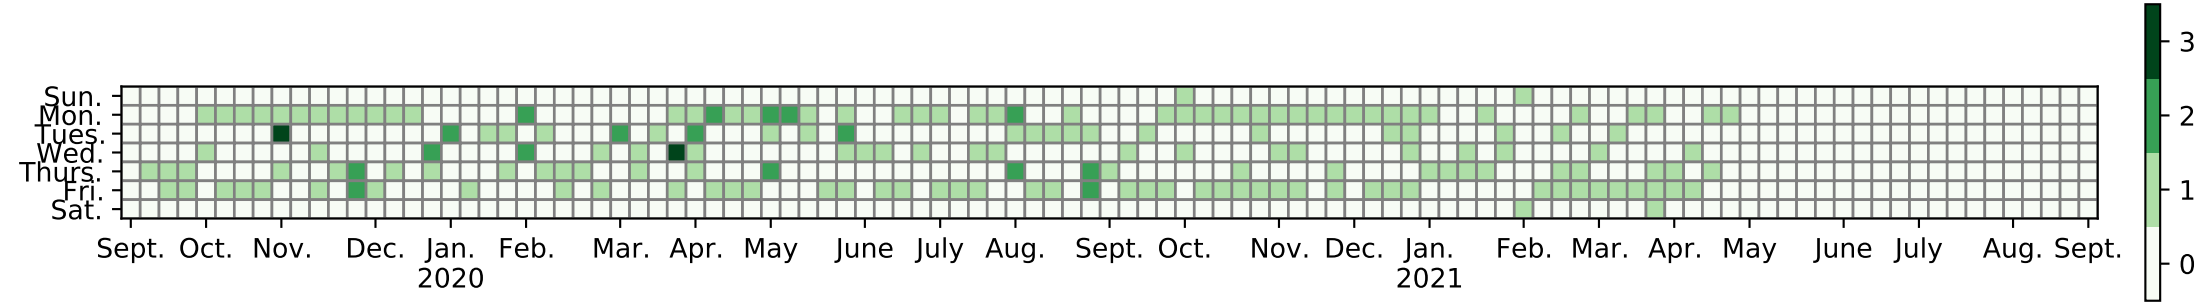 3
2
1
0
Sun.
Mon.
Tues.
Wed.
Thurs.
Fri.
Sat.
Sept. Oct. Nov. Dec. Jan. Feb. Mar. Apr. May June July Aug. Sept. Oct. Nov. Dec. Jan. Feb. Mar. Apr. May June July Aug. Sept.
2020 2021